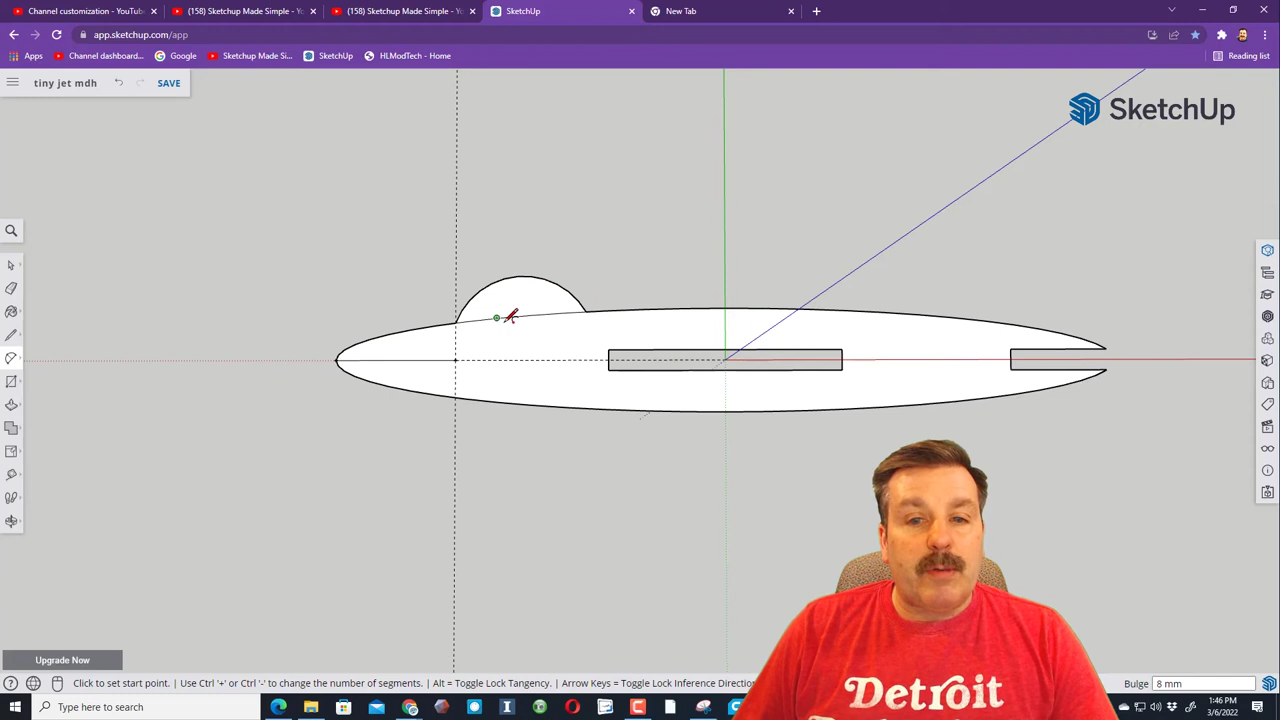 Channel customization - YouTube
(158) Sketchup Made Simple - Yo
(158) Sketchup Made Simple - Yo
SketchUp
New Tab
app.sketchup.com/app
Apps
Channel dashboard...
Google
Sketchup Made Si...
SketchUp
HLModTech - Home
Reading list
tiny jet mdh
SAVE
SketchUp
Detroit
Upgrade Now
Click to set start point. | Use Ctrl '+' or Ctrl '-' to change the number of segments. | Alt = Toggle Lock Tangency. | Arrow Keys = Toggle Lock Inference Direction
Bulge
8 mm
Type here to search
1:46 PM
3/6/2022